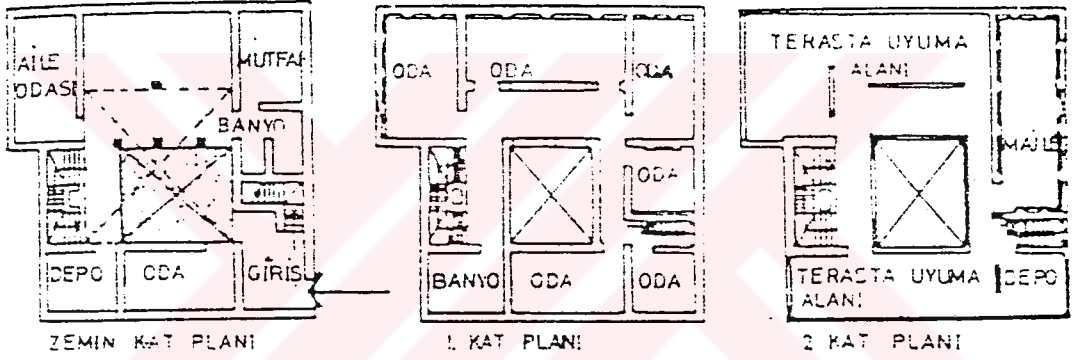 AİLE
ODASI
MUTFAK
BANYO
DEPO
ODA
GİRİŞ
ZEMİN KAT PLANI
ODA
ODA
ODA
ODA
BANYO
ODA
ODA
1. KAT PLANI
TERASTA UYUMA
ALANI
TERASTA UYUMA
ALANI
DEPO
2 KAT PLANI